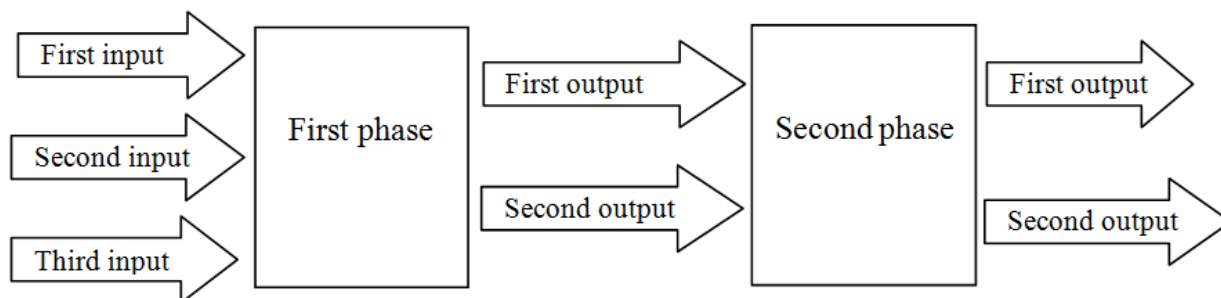 First input
Second input
Third input
First phase
First output
Second output
Second phase
First output
Second output